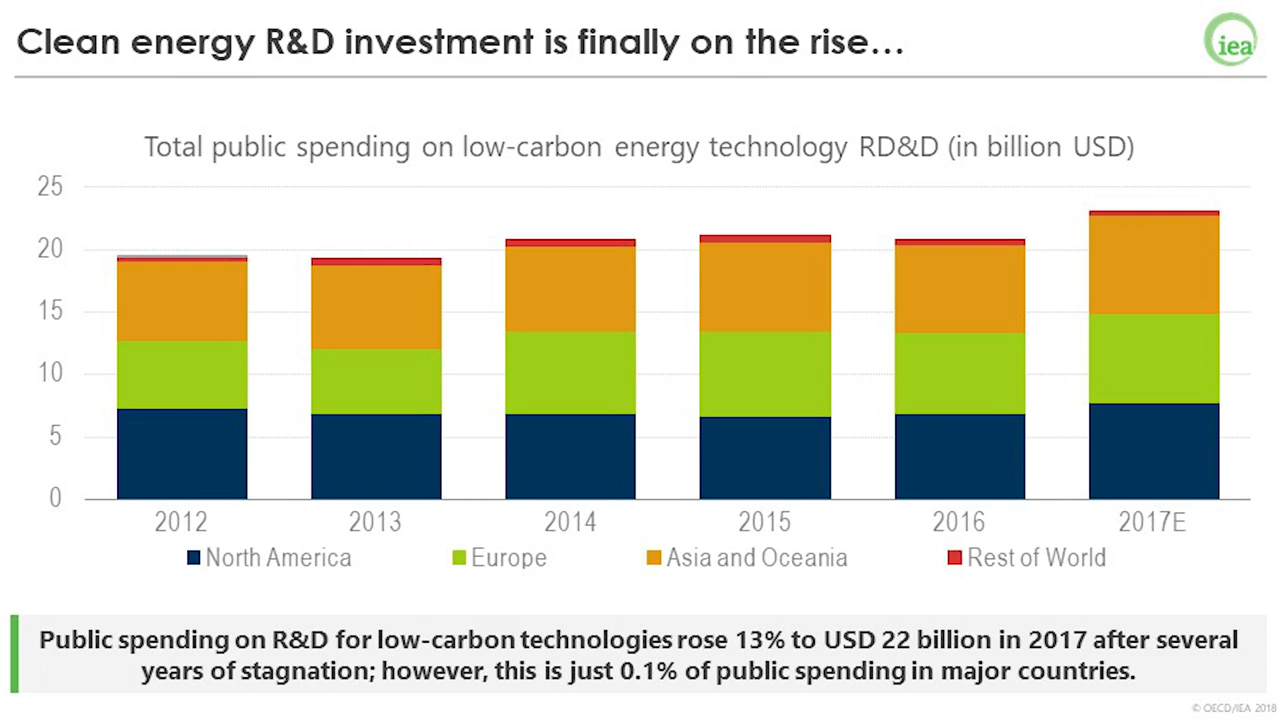 Clean energy R&D investment is finally on the rise...
iea
Total public spending on low-carbon energy technology RD&D (in billion USD)
25
20
15
10
5
0
2012 2013 2014 2015 2016 2017E
North America Europe Asia and Oceania Rest of World
Public spending on R&D for low-carbon technologies rose 13% to USD 22 billion in 2017 after several
years of stagnation; however, this is just 0.1% of public spending in major countries.
© OECD/IEA 2018